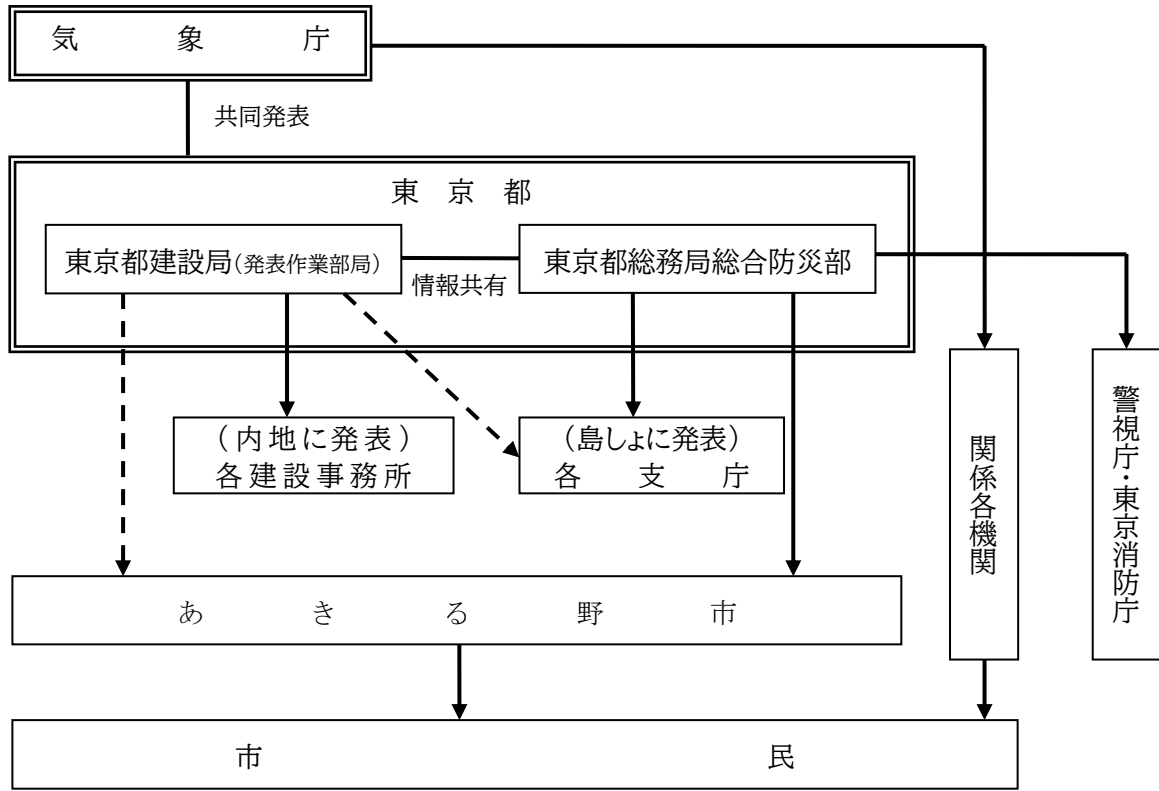 気象庁
共同発表
東京都
東京都建設局(発表作業部局)
情報共有
東京都総務局総合防災部
(内地に発表)
各建設事務所
(島しょに発表)
各支庁
関係各機関
警視庁・東京消防庁
あきる野市
市民